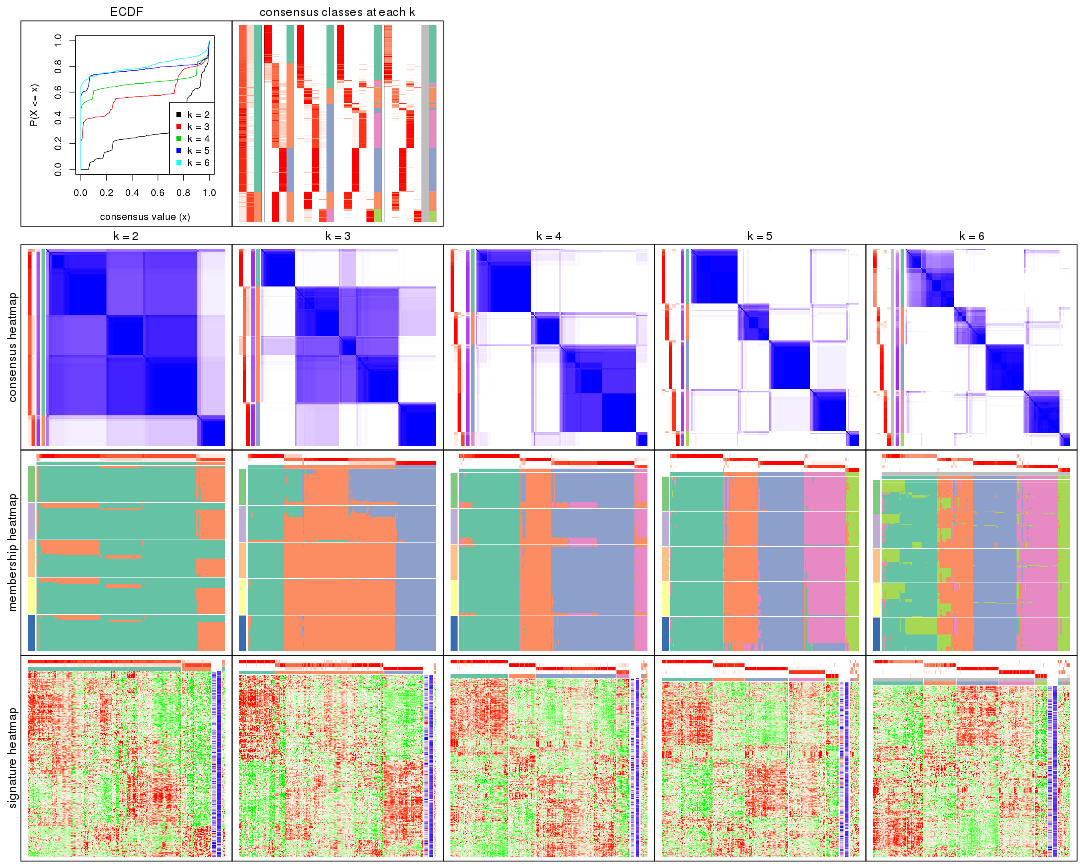 ECDF
consensus classes at each k
P(X <= x)
0.0 0.2 0.4 0.6 0.8 1.0
k = 2
k = 3
k = 4
k = 5
k = 6
0.0 0.2 0.4 0.6 0.8 1.0
consensus value (x)
k = 2
k = 3
k = 4
k = 5
k = 6
consensus heatmap
membership heatmap
signature heatmap